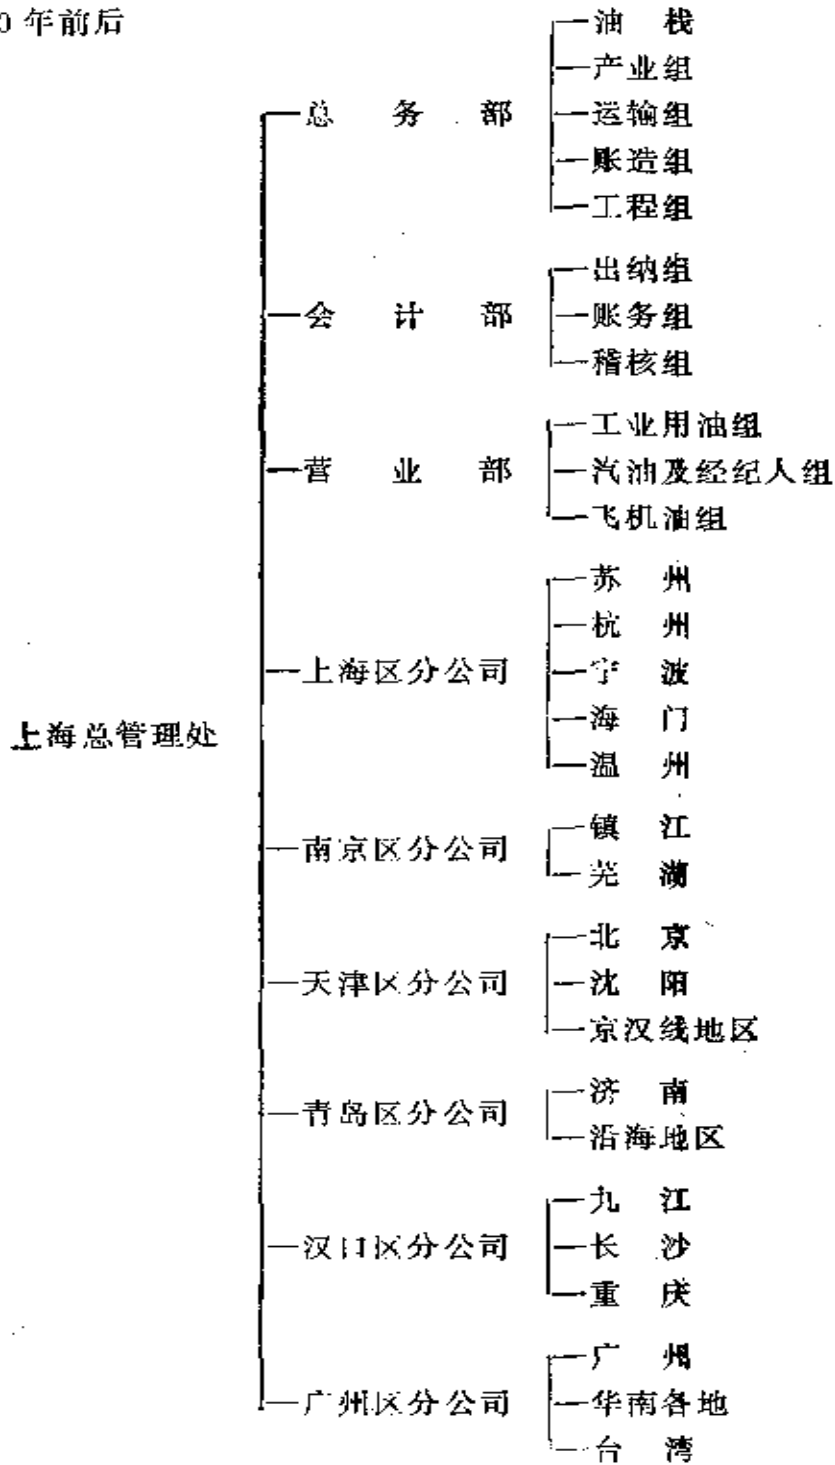 0 年前后
油 栈
产业组
总 务 部
运输组
账造组
工程组
出纳组
会 计 部
账务组
稽核组
工业用油组
营 业 部
汽油及经纪人组
飞机油组
苏 州
杭 州
上海区分公司
宁 波
海 门
上海总管理处
温 州
镇 江
南京区分公司
芜 湖
北 京
天津区分公司
沈 阳
京汉线地区
济 南
青岛区分公司
沿海地区
九 江
汉口区分公司
长 沙
重 庆
广 州
广州区分公司
华南各地
台 湾